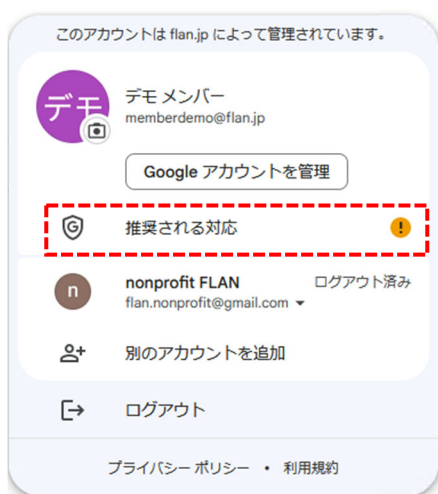 このアカウントは flan.jp によって管理されています。
デモ
デモ メンバー
memberdemo@flan.jp
Google アカウントを管理
G 推奨される対応 !
n nonprofit FLAN ログアウト済み
flan.nonprofit@gmail.com
別のアカウントを追加
ログアウト
プライバシー ポリシー • 利用規約